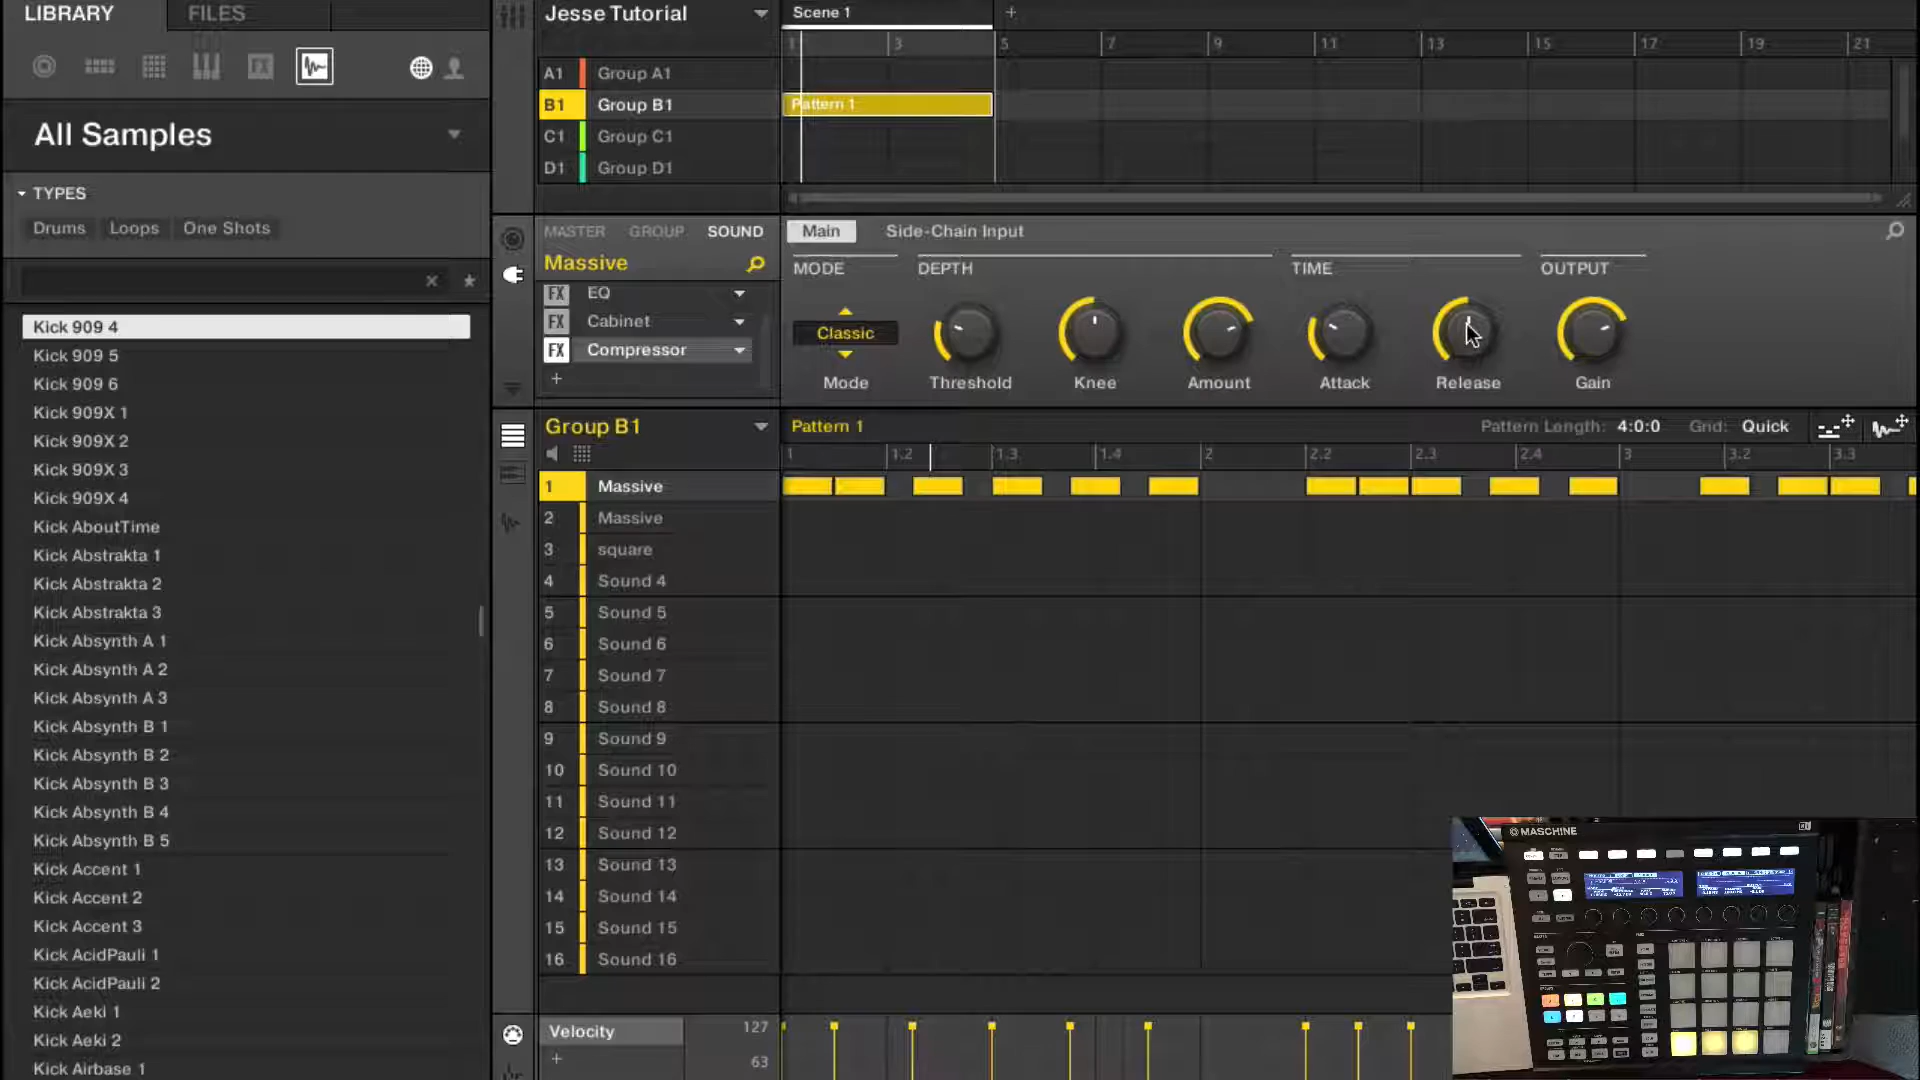 LIBRARY FILES
All Samples
TYPES
Drums Loops One Shots
Kick 909 4
Kick 909 5
Kick 909 6
Kick 909X 1
Kick 909X 2
Kick 909X 3
Kick 909X 4
Kick AboutTime
Kick Abstrakta 1
Kick Abstrakta 2
Kick Abstrakta 3
Kick Absynth A 1
Kick Absynth A 2
Kick Absynth A 3
Kick Absynth B 1
Kick Absynth B 2
Kick Absynth B 3
Kick Absynth B 4
Kick Absynth B 5
Kick Accent 1
Kick Accent 2
Kick Accent 3
Kick AcidPauli 1
Kick AcidPauli 2
Kick Aeki 1
Kick Aeki 2
Kick Airbase 1
Jesse Tutorial
Scene 1
1 3 5 7 9 11 13 15 17 19 21
A1 Group A1
B1 Group B1
Pattern 1
C1 Group C1
D1 Group D1
MASTER GROUP SOUND
Massive
FX EQ
FX Cabinet
FX Compressor
Main Side-Chain Input
MODE DEPTH TIME OUTPUT
Classic
Mode Threshold Knee Amount Attack Release Gain
Group B1
Pattern 1 Pattern Length: 4:0:0 Grid: Quick
1 1.2 1.3 1.4 2 2.2 2.3 2.4 3 3.2 3.3
1 Massive
2 Massive
3 square
4 Sound 4
5 Sound 5
6 Sound 6
7 Sound 7
8 Sound 8
9 Sound 9
10 Sound 10
11 Sound 11
12 Sound 12
13 Sound 13
14 Sound 14
15 Sound 15
16 Sound 16
Velocity 127
63
MASCHINE